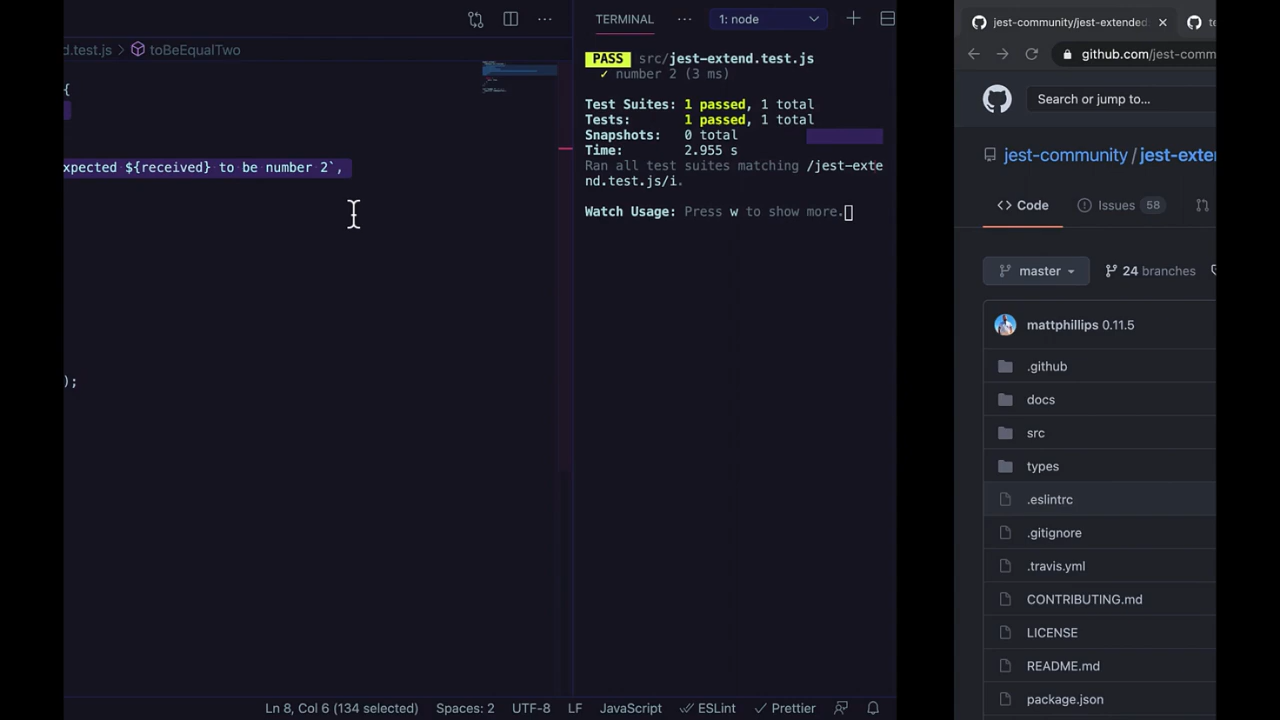 d.test.js > toBeEqualTwo
{
xpected ${received} to be number 2`,
);
Ln 8, Col 6 (134 selected)
Spaces: 2
UTF-8
LF
JavaScript
ESLint
Prettier
TERMINAL
1: node
PASS src/jest-extend.test.js
✓ number 2 (3 ms)
Test Suites: 1 passed, 1 total
Tests: 1 passed, 1 total
Snapshots: 0 total
Time: 2.955 s
Ran all test suites matching /jest-exte
nd.test.js/i.
Watch Usage: Press w to show more.
jest-community/jest-extended
github.com/jest-comm
Search or jump to...
jest-community / jest-exte
Code
Issues 58
master
24 branches
mattphillips 0.11.5
.github
docs
src
types
.eslintrc
.gitignore
.travis.yml
CONTRIBUTING.md
LICENSE
README.md
package.json